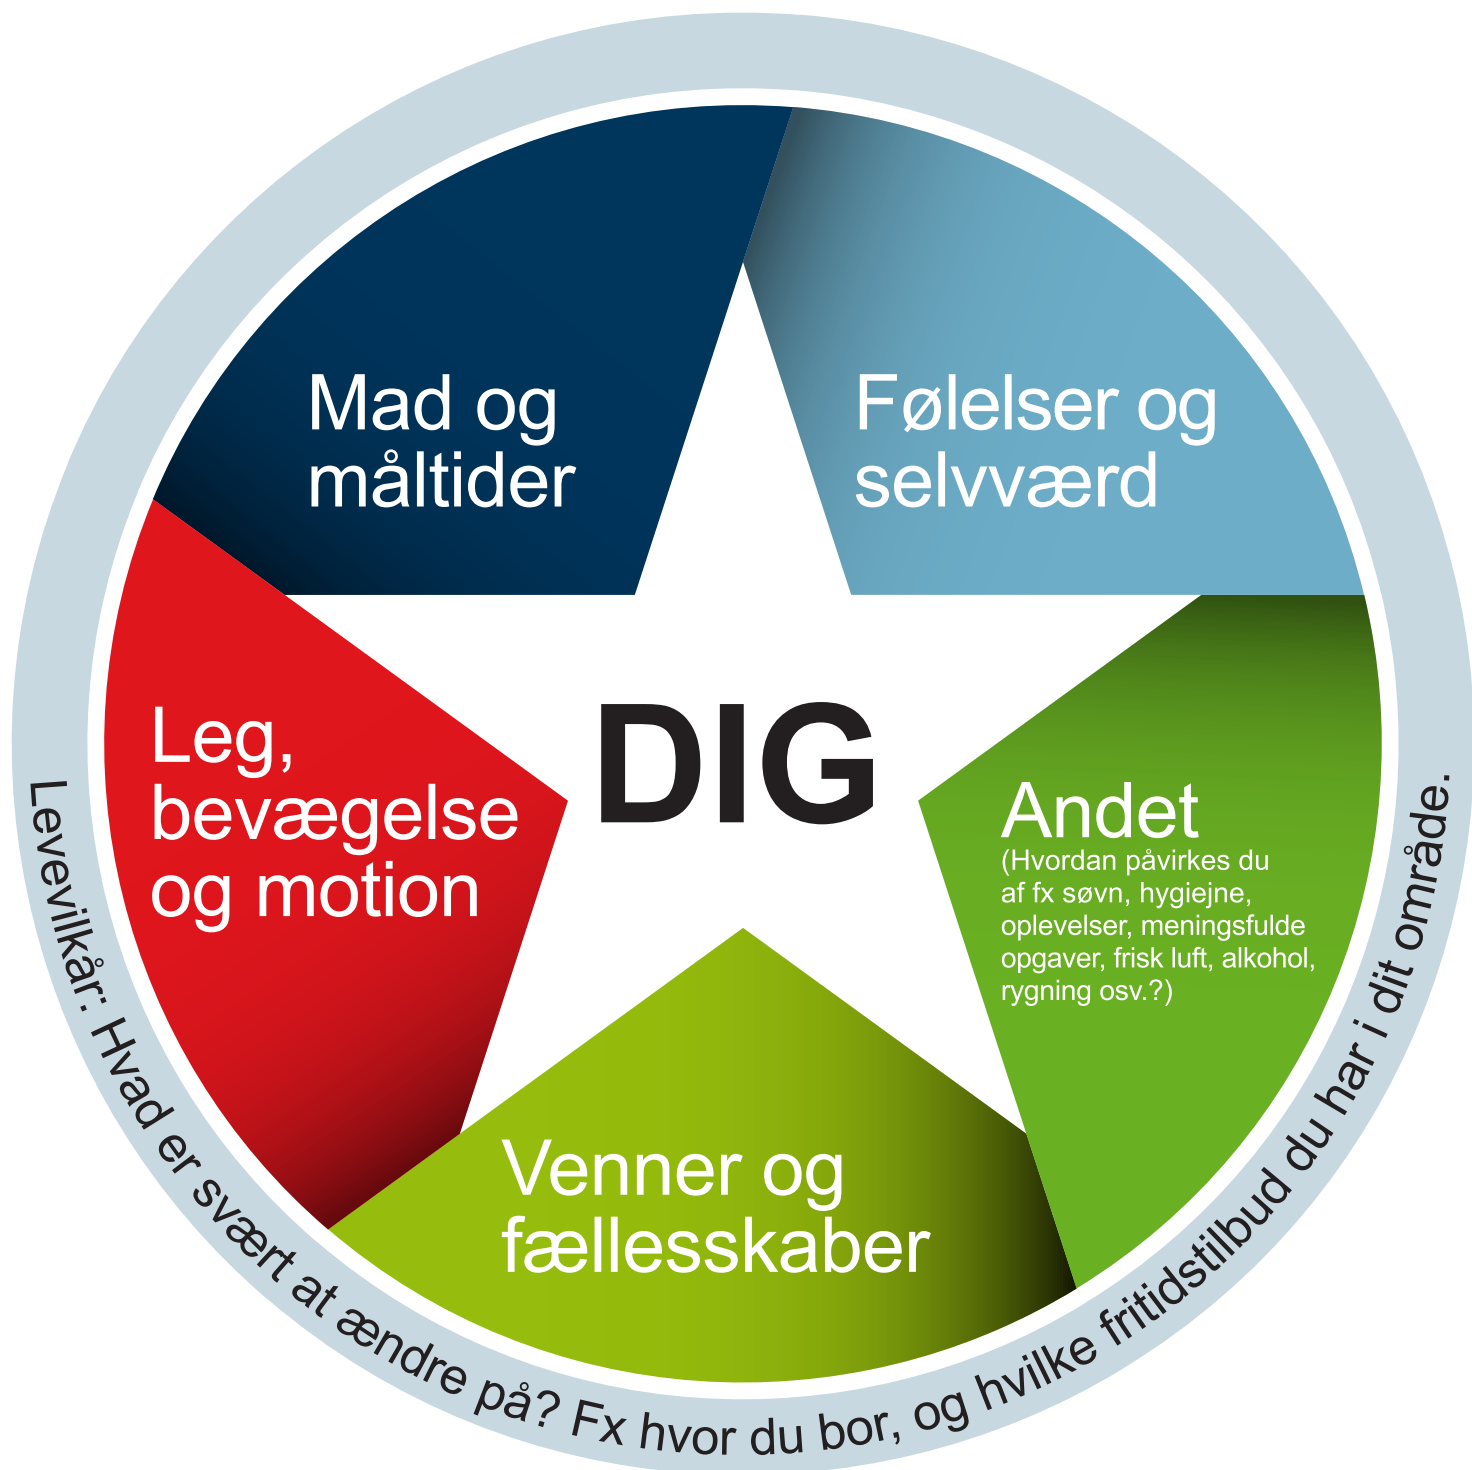 Mad og
måltider
Følelser og
selvværd
Leg,
bevægelse
og motion
DIG
Andet
(Hvordan påvirkes du
af fx søvn, hygiejne,
oplevelser, meningsfulde
opgaver, frisk luft, alkohol,
rygning osv.?)
Venner og
fællesskaber
Levevilkår: Hvad er svært at ændre på? Fx hvor du bor, og hvilke fritidstilbud du har i dit område.